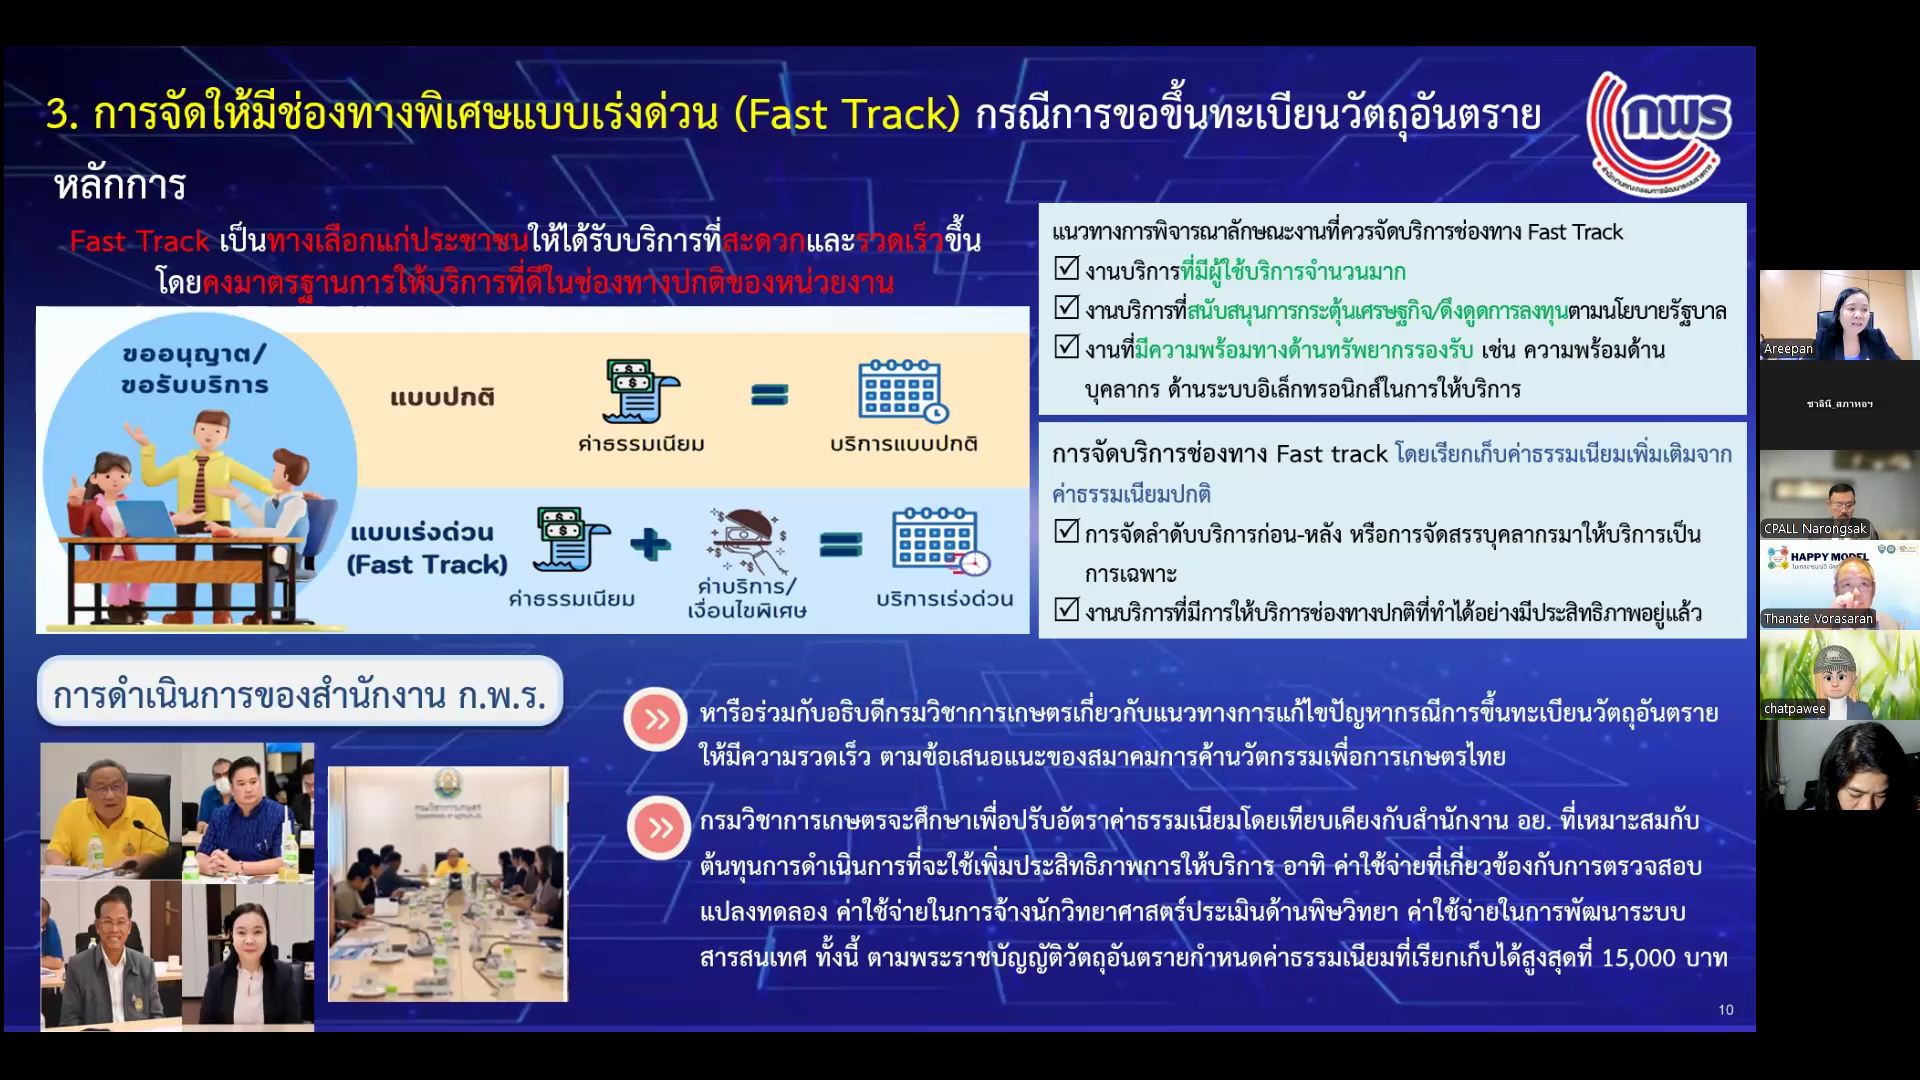 3. การจัดให้มีช่องทางพิเศษแบบเร่งด่วน (Fast Track) กรณีการขอขึ้นทะเบียนวัตถุอันตราย
กพร
หลักการ
Fast Track เป็นทางเลือกแก่ประชาชนให้ได้รับบริการที่สะดวกและรวดเร็วขึ้น
โดยคงมาตรฐานการให้บริการที่ดีในช่องทางปกติของหน่วยงาน
ขออนุญาต/
ขอรับบริการ
แบบปกติ
ค่าธรรมเนียม
บริการแบบปกติ
แบบเร่งด่วน
(Fast Track)
ค่าธรรมเนียม
ค่าบริการ/
เงื่อนไขพิเศษ
บริการเร่งด่วน
แนวทางการพิจารณาลักษณะงานที่ควรจัดบริการช่องทาง Fast Track
งานบริการที่มีผู้ใช้บริการจำนวนมาก
งานบริการที่สนับสนุนการกระตุ้นเศรษฐกิจ/ดึงดูดการลงทุนตามนโยบายรัฐบาล
งานที่มีความพร้อมทางด้านทรัพยากรรองรับ เช่น ความพร้อมด้าน
บุคลากร ด้านระบบอิเล็กทรอนิกส์ในการให้บริการ
การจัดบริการช่องทาง Fast track โดยเรียกเก็บค่าธรรมเนียมเพิ่มเติมจาก
ค่าธรรมเนียมปกติ
การจัดลำดับบริการก่อน-หลัง หรือการจัดสรรบุคลากรมาให้บริการเป็น
การเฉพาะ
งานบริการที่มีการให้บริการช่องทางปกติที่ทำได้อย่างมีประสิทธิภาพอยู่แล้ว
การดำเนินการของสำนักงาน ก.พ.ร.
หารือร่วมกับอธิบดีกรมวิชาการเกษตรเกี่ยวกับแนวทางการแก้ไขปัญหากรณีการขึ้นทะเบียนวัตถุอันตราย
ให้มีความรวดเร็ว ตามข้อเสนอแนะของสมาคมการค้านวัตกรรมเพื่อการเกษตรไทย
กรมวิชาการเกษตรจะศึกษาเพื่อปรับอัตราค่าธรรมเนียมโดยเทียบเคียงกับสำนักงาน อย. ที่เหมาะสมกับ
ต้นทุนการดำเนินการที่จะใช้เพิ่มประสิทธิภาพการให้บริการ อาทิ ค่าใช้จ่ายที่เกี่ยวข้องกับการตรวจสอบ
แปลงทดลอง ค่าใช้จ่ายในการจ้างนักวิทยาศาสตร์ประเมินด้านพิษวิทยา ค่าใช้จ่ายในการพัฒนาระบบ
สารสนเทศ ทั้งนี้ ตามพระราชบัญญัติวัตถุอันตรายกำหนดค่าธรรมเนียมที่เรียกเก็บได้สูงสุดที่ 15,000 บาท
10
Areepan
ชาลินี_สภาหอฯ
CPALL Narongsak
HAPPY MODEL
Thanate Vorasaran
chatpawee